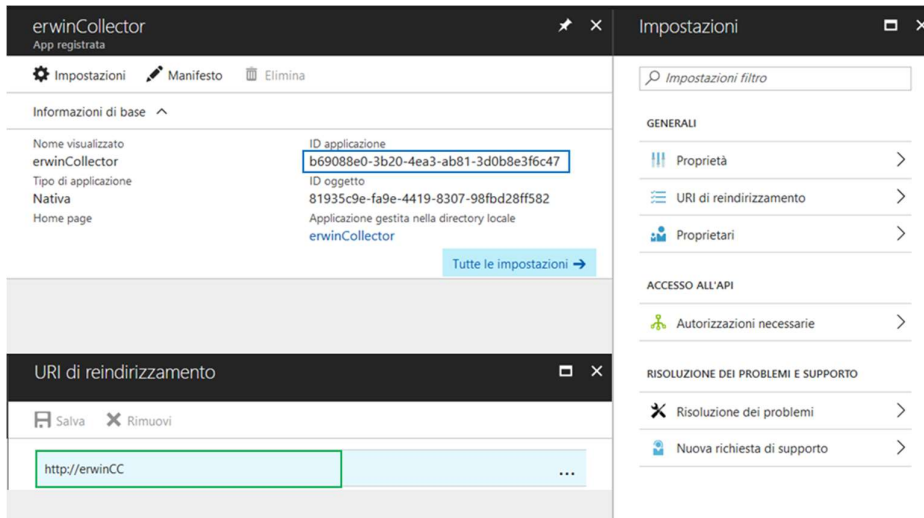 erwinCollector
App registrata
Impostazioni Manifesto Elimina
Informazioni di base
Nome visualizzato
erwinCollector
Tipo di applicazione
Nativa
Home page
ID applicazione
b69088e0-3b20-4ea3-ab81-3d0b8e3f6c47
ID oggetto
81935c9e-fa9e-4419-8307-98fbd28ff582
Applicazione gestita nella directory locale
erwinCollector
Tutte le impostazioni →
URI di reindirizzamento
Salva Rimuovi
http://erwinCC
...
Impostazioni
Impostazioni filtro
GENERALI
Proprietà
URI di reindirizzamento
Proprietari
ACCESSO ALL'API
Autorizzazioni necessarie
RISOLUZIONE DEI PROBLEMI E SUPPORTO
Risoluzione dei problemi
Nuova richiesta di supporto